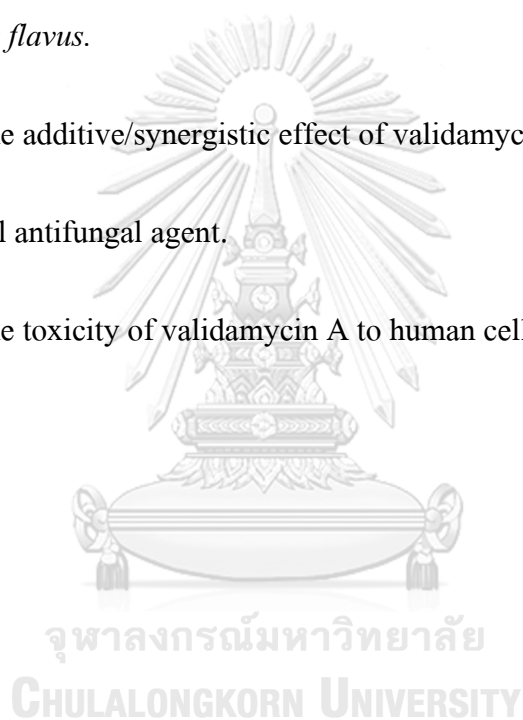 flavus.
e additive/synergistic effect of validamyc
l antifungal agent.
e toxicity of validamycin A to human cell
จุฬาลงกรณ์มหาวิทยาลัย
CHULALONGKORN UNIVERSITY